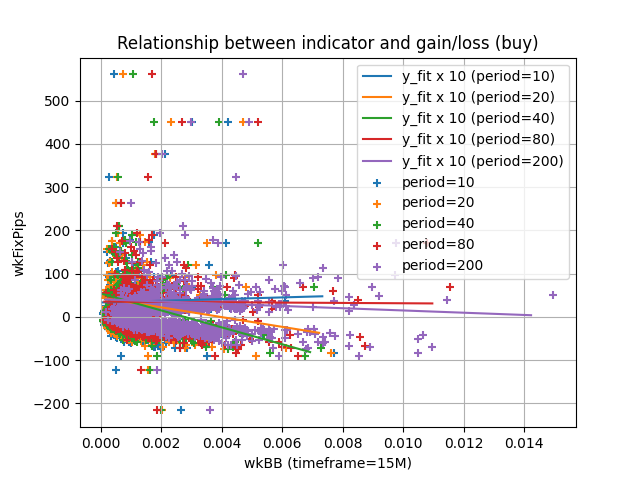 Relationship between indicator and gain/loss (buy)
y_fit x 10 (period=10)
y_fit x 10 (period=20)
y_fit x 10 (period=40)
y_fit x 10 (period=80)
y_fit x 10 (period=200)
period=10
period=20
period=40
period=80
period=200
wkFixPips
500
400
300
200
100
0
−100
−200
0.000 0.002 0.004 0.006 0.008 0.010 0.012 0.014
wkBB (timeframe=15M)